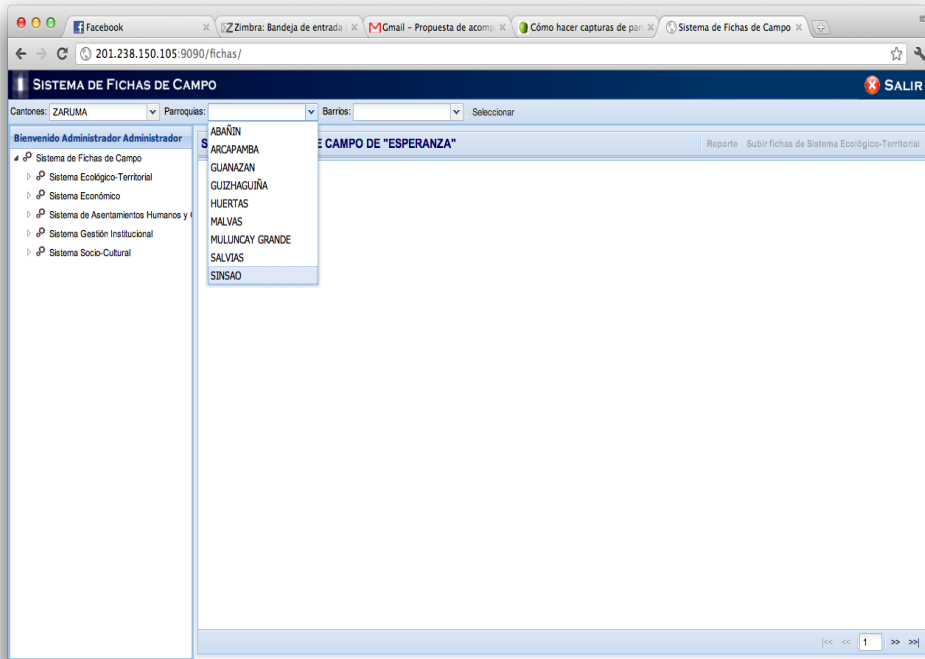 Facebook
Zimbra: Bandeja de entrada
Gmail – Propuesta de acomp
Cómo hacer capturas de pan
Sistema de Fichas de Campo
201.238.150.105:9090/fichas/
SISTEMA DE FICHAS DE CAMPO
SALIR
Cantones: ZARUMA
Parroquias:
Barrios:
Seleccionar
Bienvenido Administrador Administrador
Sistema de Fichas de Campo
Sistema Ecológico-Territorial
Sistema Económico
Sistema de Asentamientos Humanos y
Sistema Gestión Institucional
Sistema Socio-Cultural
ABAÑIN
ARCAPAMBA
GUANAZAN
GUIZHAGUIÑA
HUERTAS
MALVAS
MULUNCAY GRANDE
SALVIAS
SINSAO
S E CAMPO DE "ESPERANZA"
Reporte Subir fichas de Sistema Ecológico-Territorial
|<< << 1 >> >>|